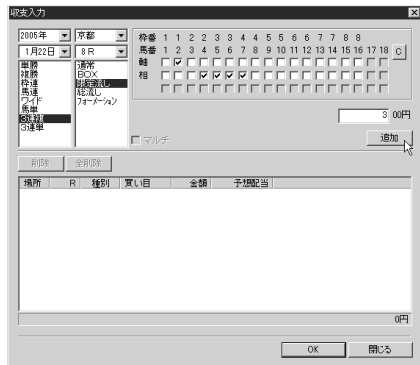 収支入力
2005年 京都
1月22日 8R
単勝
複勝
枠連
馬連
ワイド
馬単
3連複
3連単
通常
BOX
限定流し
総流し
フォーメーション
枠番 1 1 2 2 3 3 4 4 5 5 6 6 7 7 8 8
馬番 1 2 3 4 5 6 7 8 9 10 11 12 13 14 15 16 17 18 C
軸
相
3 00円
マルチ 追加
削除 全削除
場所 R 種別 買い目 金額 予想配当
0円
OK 閉じる